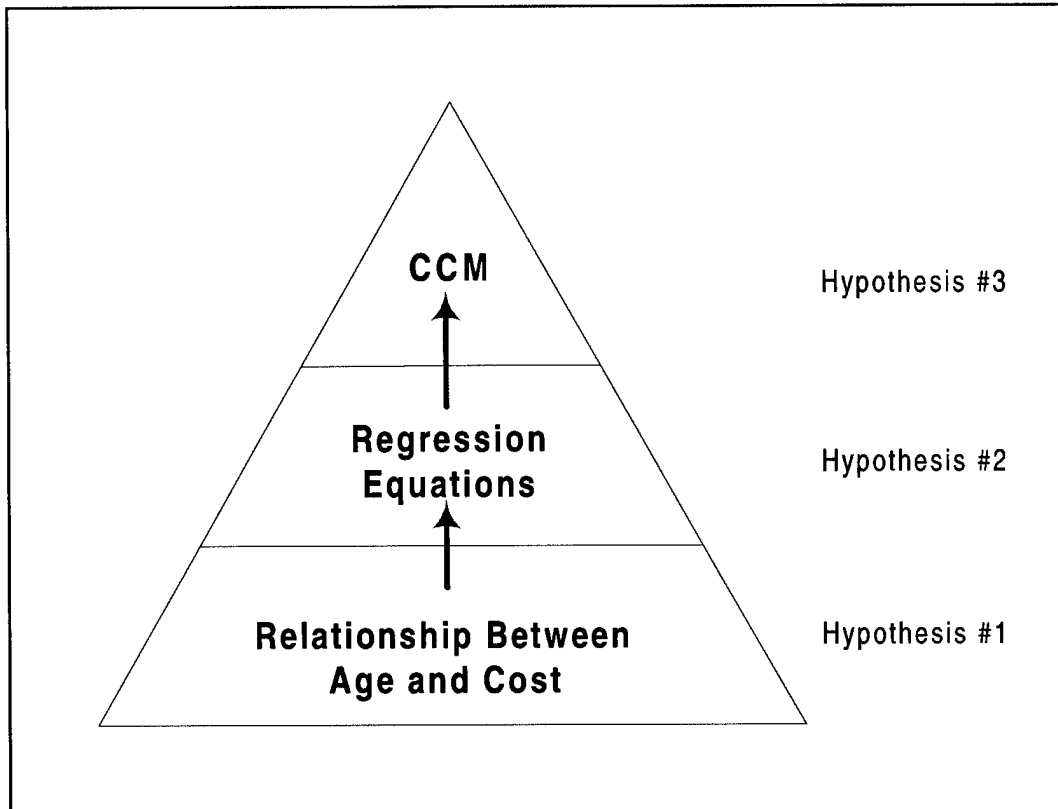 CCM
Hypothesis #3
Regression
Equations
Hypothesis #2
Relationship Between
Age and Cost
Hypothesis #1